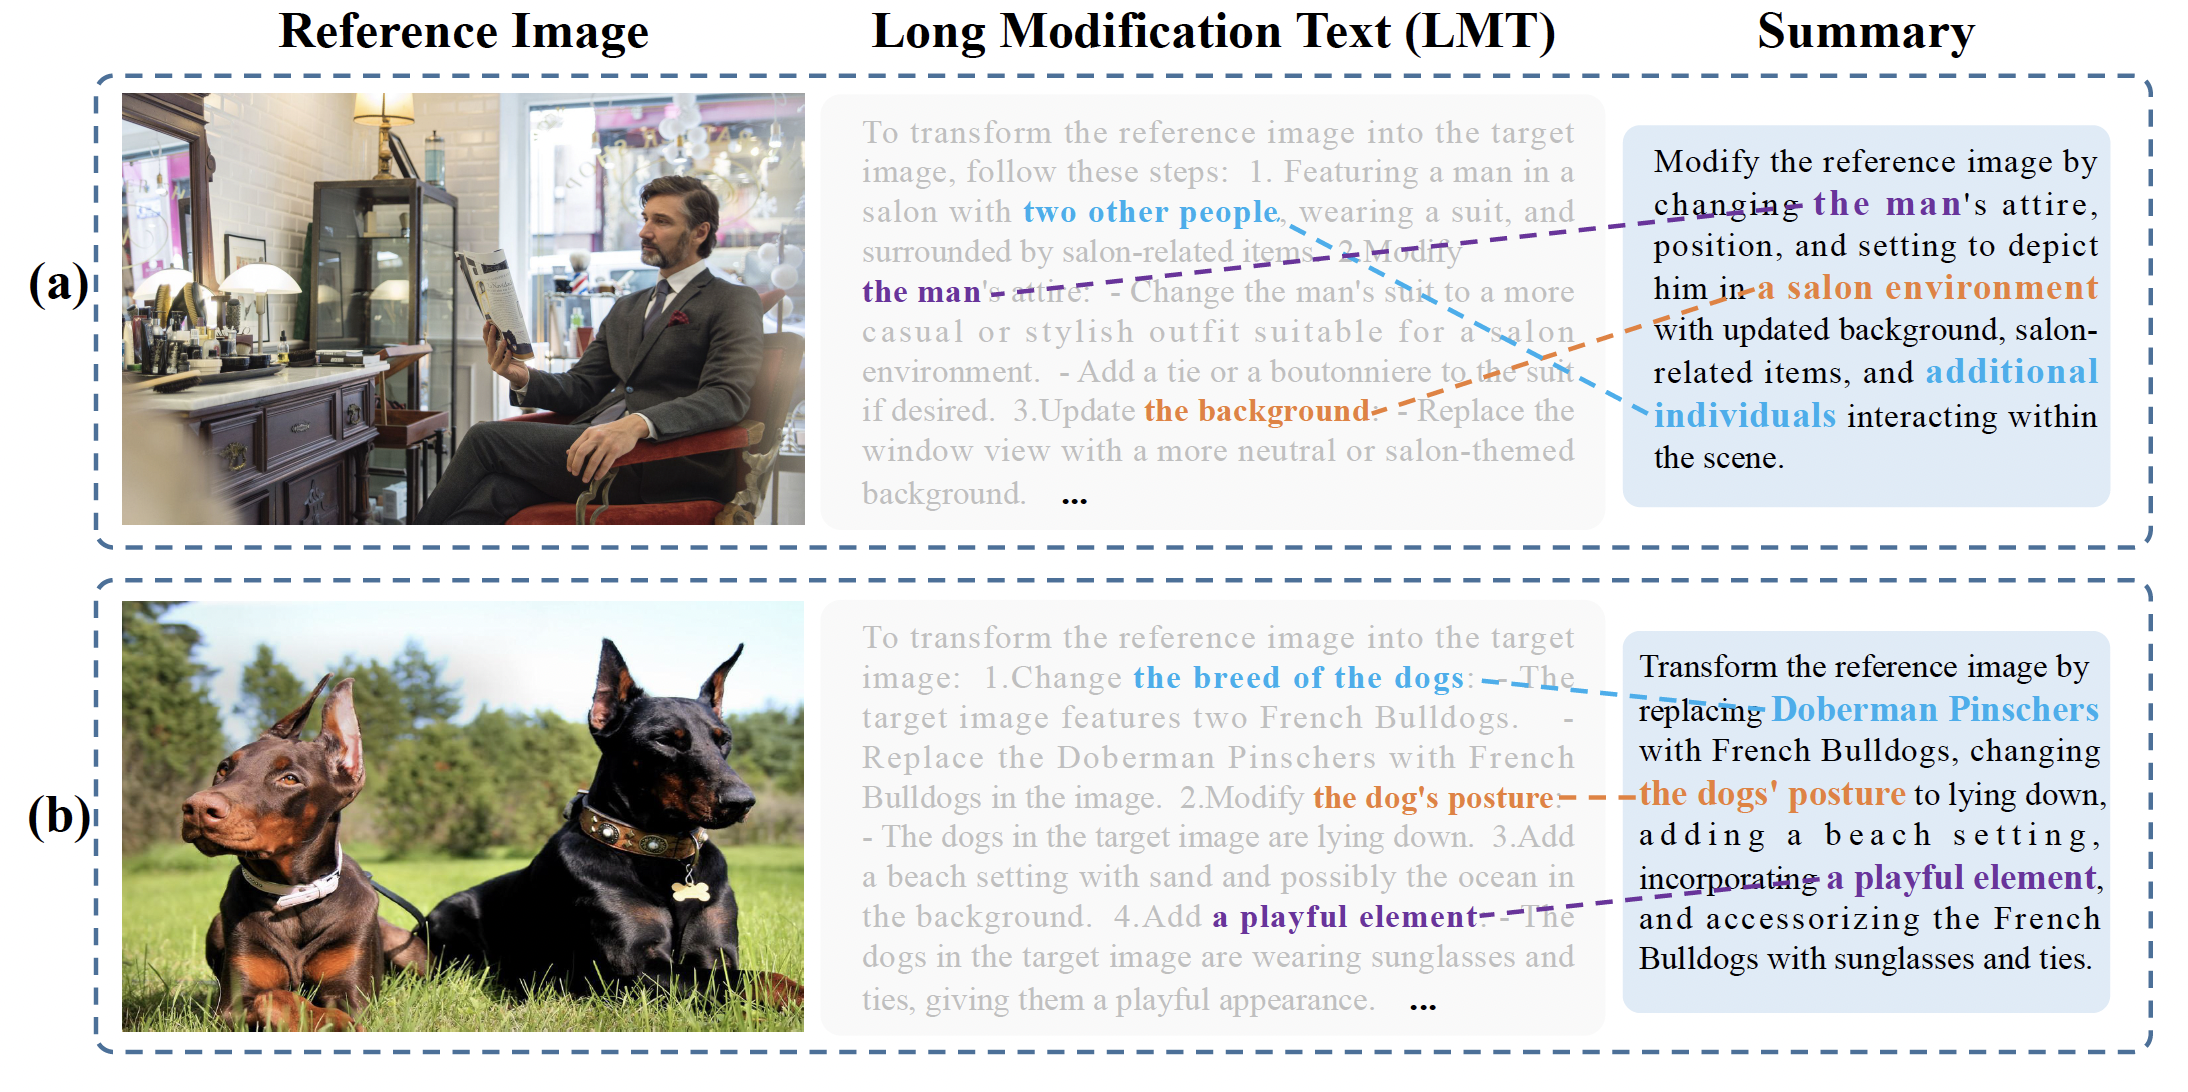 Reference Image
Long Modification Text (LMT)
Summary
(a)
To transform the reference image into the target
image, follow these steps: 1. Featuring a man in a
salon with two other people, wearing a suit, and
surrounded by salon-related items. 2.Modify
the man's attire: - Change the man's suit to a more
casual or stylish outfit suitable for a salon
environment. - Add a tie or a boutonniere to the suit
if desired. 3.Update the background: - Replace the
window view with a more neutral or salon-themed
background. ...
Modify the reference image by
changing the man's attire,
position, and setting to depict
him in a salon environment
with updated background, salon-
related items, and additional
individuals interacting within
the scene.
(b)
To transform the reference image into the target
image: 1.Change the breed of the dogs: - The
target image features two French Bulldogs. -
Replace the Doberman Pinschers with French
Bulldogs in the image. 2.Modify the dog's posture:
- The dogs in the target image are lying down. 3.Add
a beach setting with sand and possibly the ocean in
the background. 4.Add a playful element: - The
dogs in the target image are wearing sunglasses and
ties, giving them a playful appearance. ...
Transform the reference image by
replacing Doberman Pinschers
with French Bulldogs, changing
the dogs' posture to lying down,
adding a beach setting,
incorporating a playful element,
and accessorizing the French
Bulldogs with sunglasses and ties.